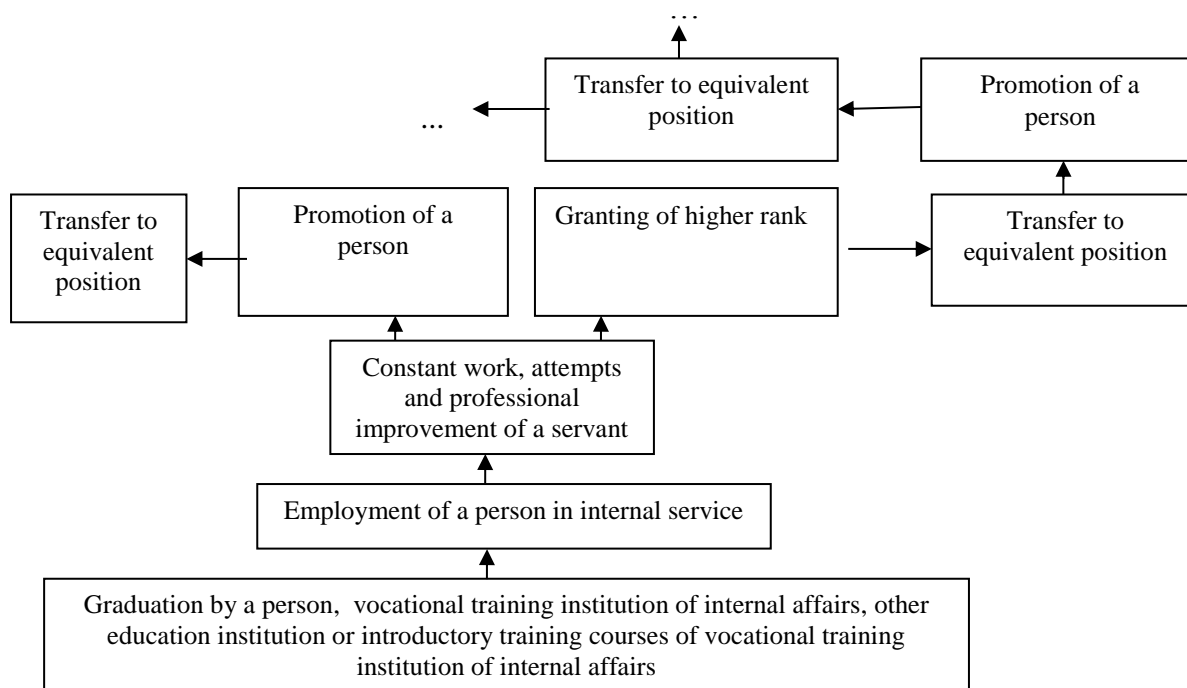 …
Transfer to equivalent
position
Promotion of a
person
...
Transfer to
equivalent
position
Promotion of a
person
Granting of higher rank
Transfer to
equivalent position
Constant work, attempts
and professional
improvement of a servant
Employment of a person in internal service
Graduation by a person, vocational training institution of internal affairs, other
education institution or introductory training courses of vocational training
institution of internal affairs